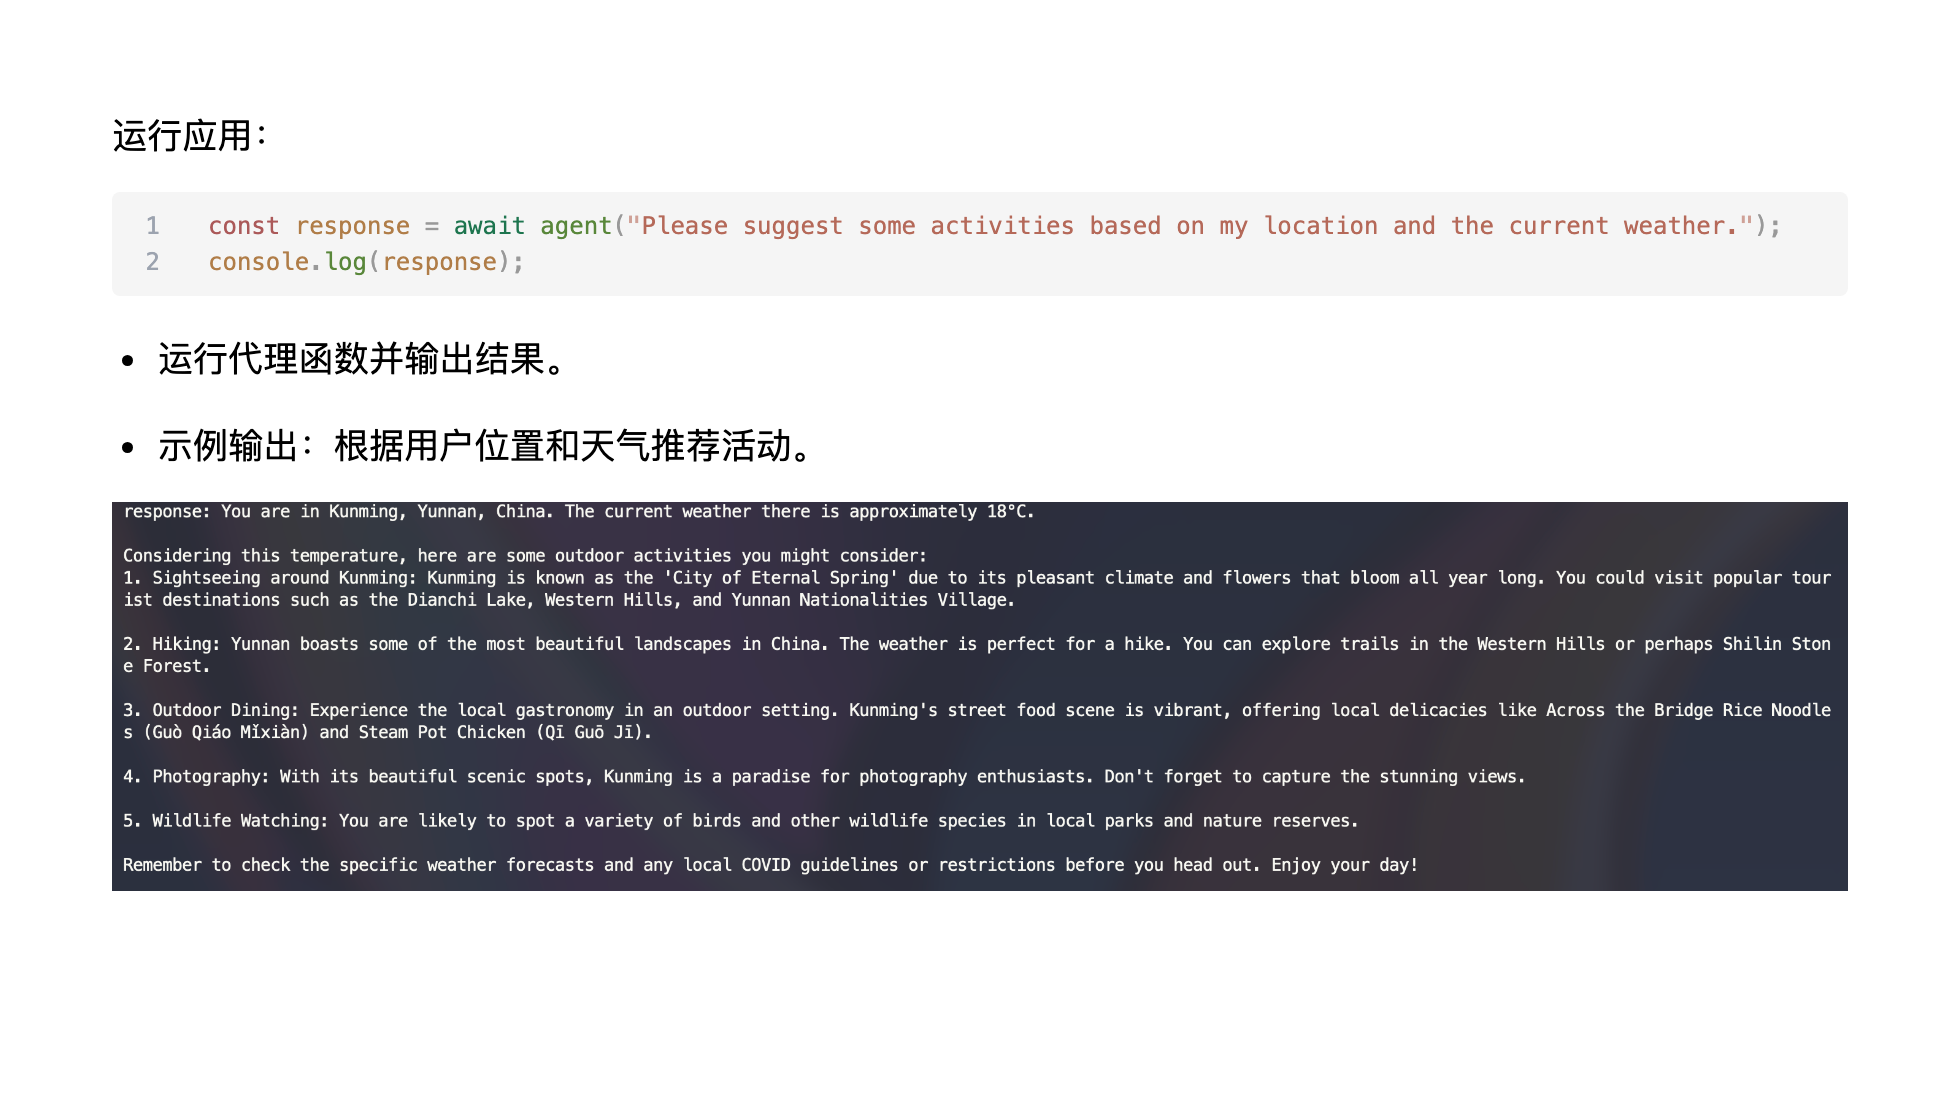 运行应用：
1 const response = await agent("Please suggest some activities based on my location and the current weather.");
2 console.log(response);
• 运行代理函数并输出结果。
• 示例输出：根据用户位置和天气推荐活动。
response: You are in Kunming, Yunnan, China. The current weather there is approximately 18°C.
Considering this temperature, here are some outdoor activities you might consider:
1. Sightseeing around Kunming: Kunming is known as the 'City of Eternal Spring' due to its pleasant climate and flowers that bloom all year long. You could visit popular tour
ist destinations such as the Dianchi Lake, Western Hills, and Yunnan Nationalities Village.
2. Hiking: Yunnan boasts some of the most beautiful landscapes in China. The weather is perfect for a hike. You can explore trails in the Western Hills or perhaps Shilin Ston
e Forest.
3. Outdoor Dining: Experience the local gastronomy in an outdoor setting. Kunming's street food scene is vibrant, offering local delicacies like Across the Bridge Rice Noodle
s (Guò Qiáo Mǐxiàn) and Steam Pot Chicken (Qī Guō Jī).
4. Photography: With its beautiful scenic spots, Kunming is a paradise for photography enthusiasts. Don't forget to capture the stunning views.
5. Wildlife Watching: You are likely to spot a variety of birds and other wildlife species in local parks and nature reserves.
Remember to check the specific weather forecasts and any local COVID guidelines or restrictions before you head out. Enjoy your day!